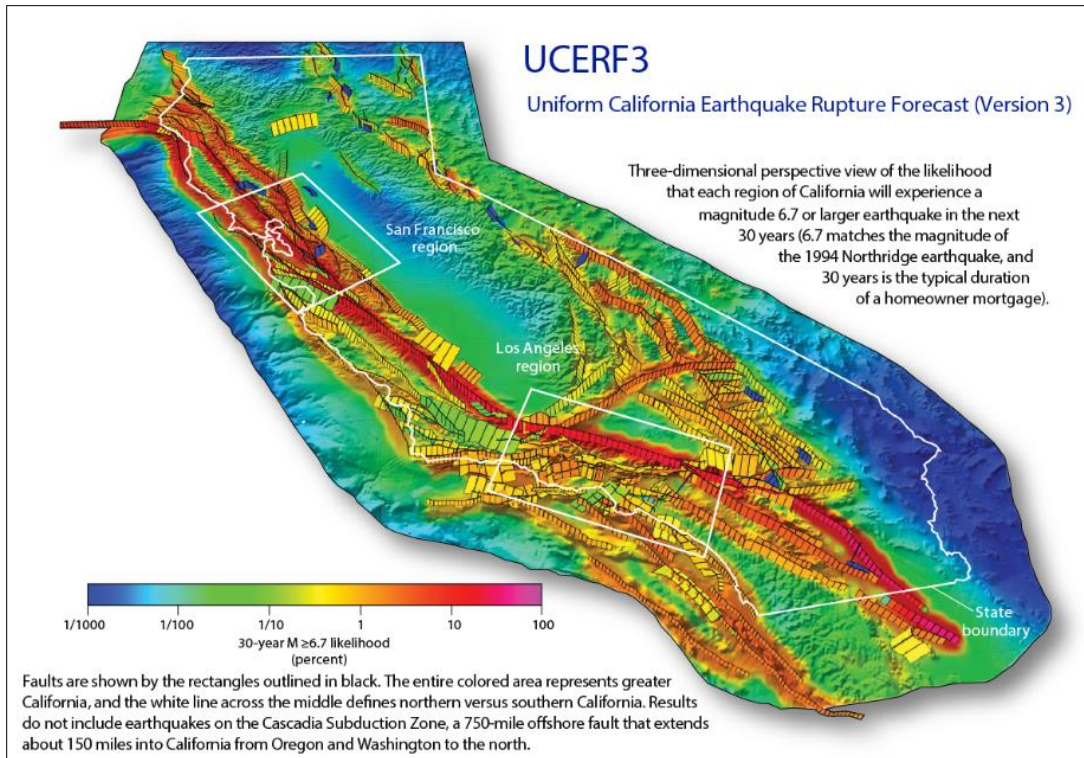 UCERF3
Uniform California Earthquake Rupture Forecast (Version 3)
Three-dimensional perspective view of the likelihood
that each region of California will experience a
magnitude 6.7 or larger earthquake in the next
30 years (6.7 matches the magnitude of
the 1994 Northridge earthquake, and
30 years is the typical duration
of a homeowner mortgage).
San Francisco
region
Los Angeles
region
State
boundary
1/1000 1/100 1/10 1 10 100
30-year M ≥6.7 likelihood
(percent)
Faults are shown by the rectangles outlined in black. The entire colored area represents greater
California, and the white line across the middle defines northern versus southern California. Results
do not include earthquakes on the Cascadia Subduction Zone, a 750-mile offshore fault that extends
about 150 miles into California from Oregon and Washington to the north.